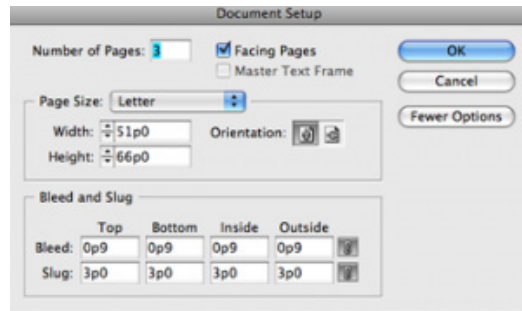 Document Setup
Number of Pages: 3
Facing Pages
Master Text Frame
OK
Cancel
Fewer Options
Page Size: Letter
Width: 51p0
Height: 66p0
Orientation:
Bleed and Slug
Top Bottom Inside Outside
Bleed: 0p9 0p9 0p9 0p9
Slug: 3p0 3p0 3p0 3p0